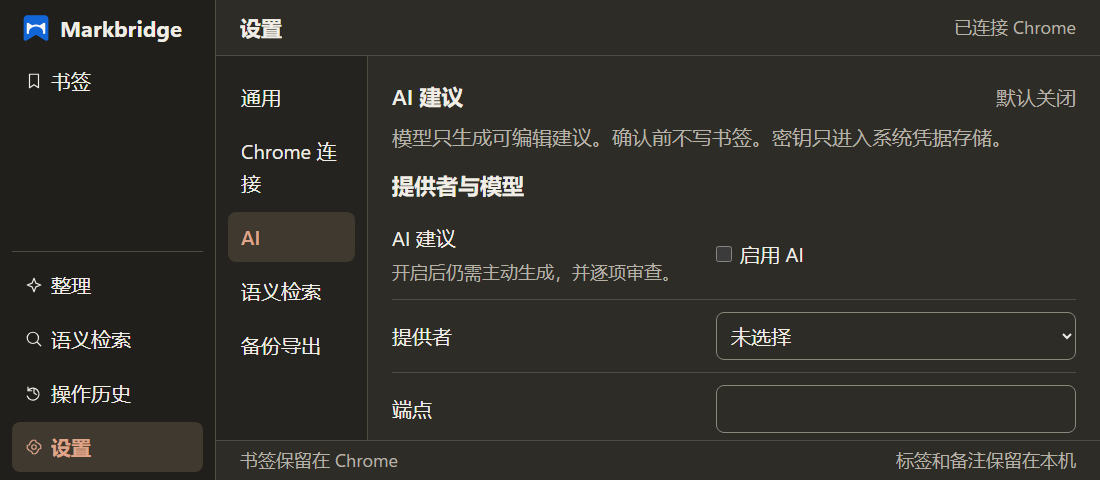 Markbridge
书签
整理
语义检索
操作历史
设置
设置
已连接 Chrome
通用
Chrome 连
接
AI
语义检索
备份导出
AI 建议
默认关闭
模型只生成可编辑建议。确认前不写书签。密钥只进入系统凭据存储。
提供者与模型
AI 建议
开启后仍需主动生成，并逐项审查。
启用 AI
提供者
未选择
端点
书签保留在 Chrome
标签和备注保留在本机